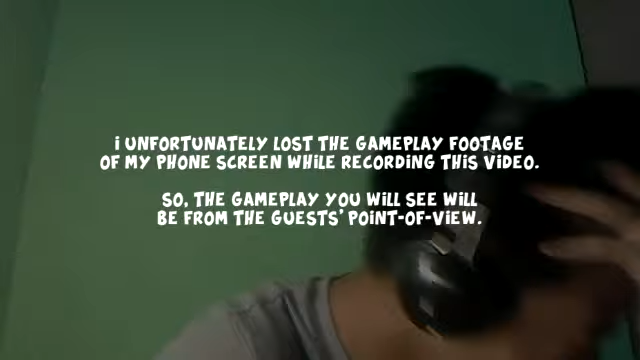 I UNFORTUNATELY LOST THE GAMEPLAY FOOTAGE
OF MY PHONE SCREEN WHILE RECORDING THIS VIDEO.
SO, THE GAMEPLAY YOU WILL SEE WILL
BE FROM THE GUESTS' POINT-OF-VIEW.